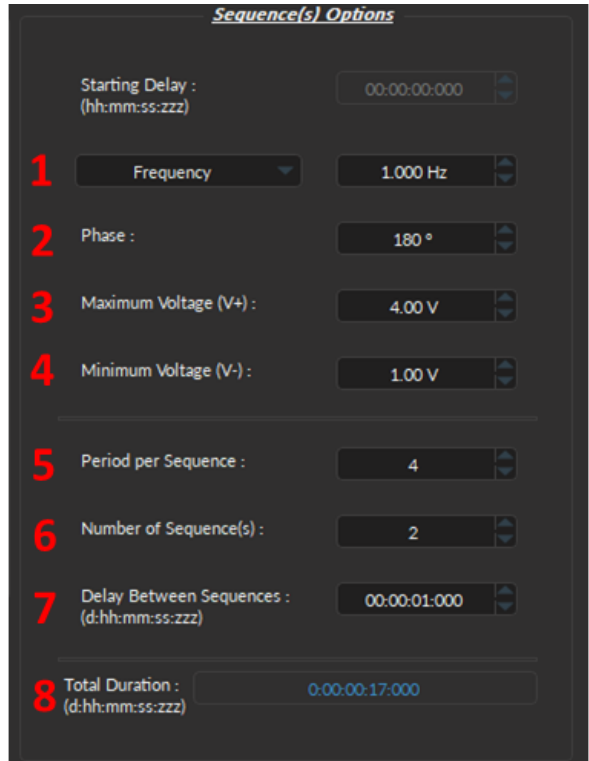 Sequence(s) Options
Starting Delay : 00:00:00:000
(hh:mm:ss:zzz)
1 Frequency 1.000 Hz
2 Phase : 180 º
3 Maximum Voltage (V+) : 4.00 V
4 Minimum Voltage (V-) : 1.00 V
5 Period per Sequence : 4
6 Number of Sequence(s) : 2
7 Delay Between Sequences : 00:00:01:000
(d:hh:mm:ss:zzz)
8 Total Duration : 0:00:00:17:000
(d:hh:mm:ss:zzz)